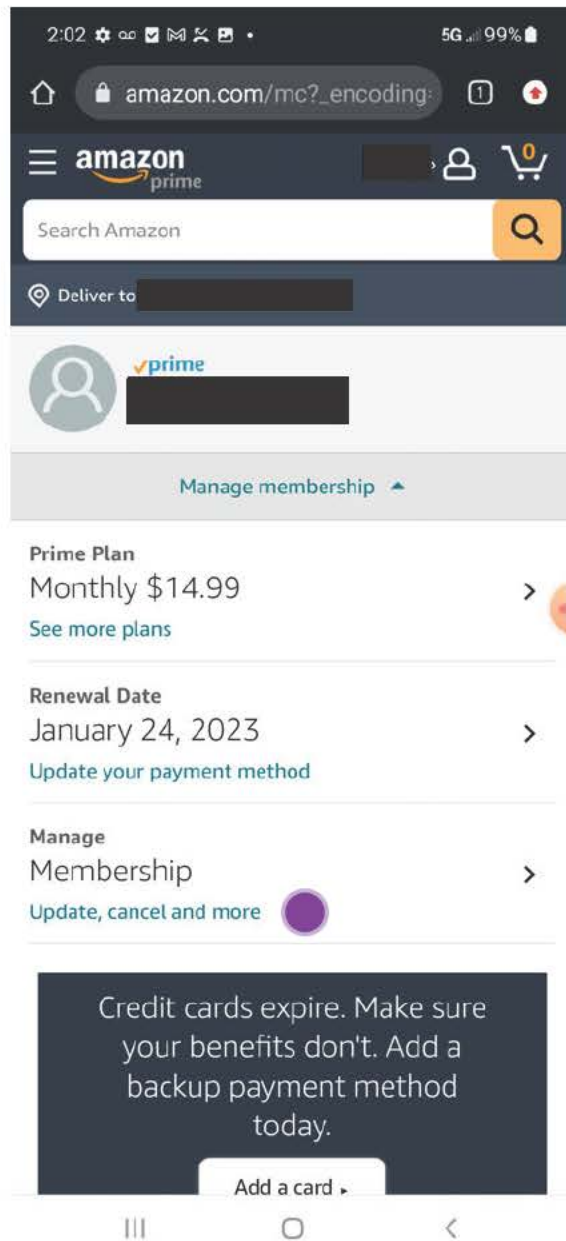 2:02
5G 99%
amazon.com/mc?_encoding
1
amazon
prime
0
Search Amazon
Deliver to
prime
Manage membership
Prime Plan
Monthly $14.99
See more plans
Renewal Date
January 24, 2023
Update your payment method
Manage
Membership
Update, cancel and more
Credit cards expire. Make sure
your benefits don't. Add a
backup payment method
today.
Add a card